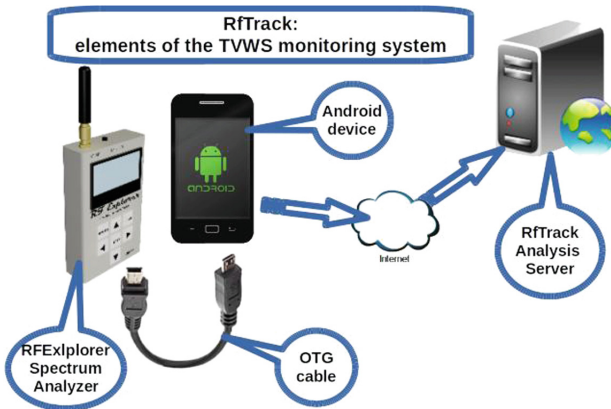 RfTrack:
elements of the TVWS monitoring system
Android
device
ANDROID
RF Explorer
Internet
RfTrack
Analysis
Server
RFExlplorer
Spectrum
Analyzer
OTG
cable